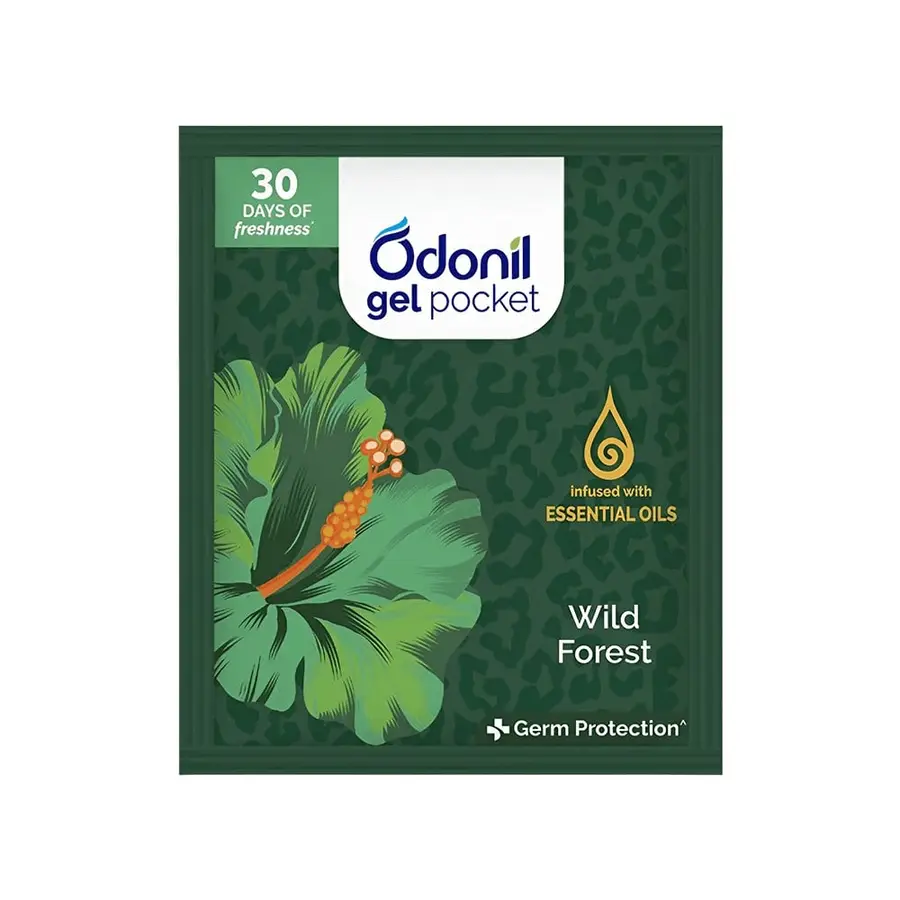 30
DAYS OF
freshness*
Odonil
gel pocket
infused with
ESSENTIAL OILS
Wild
Forest
Germ Protection^